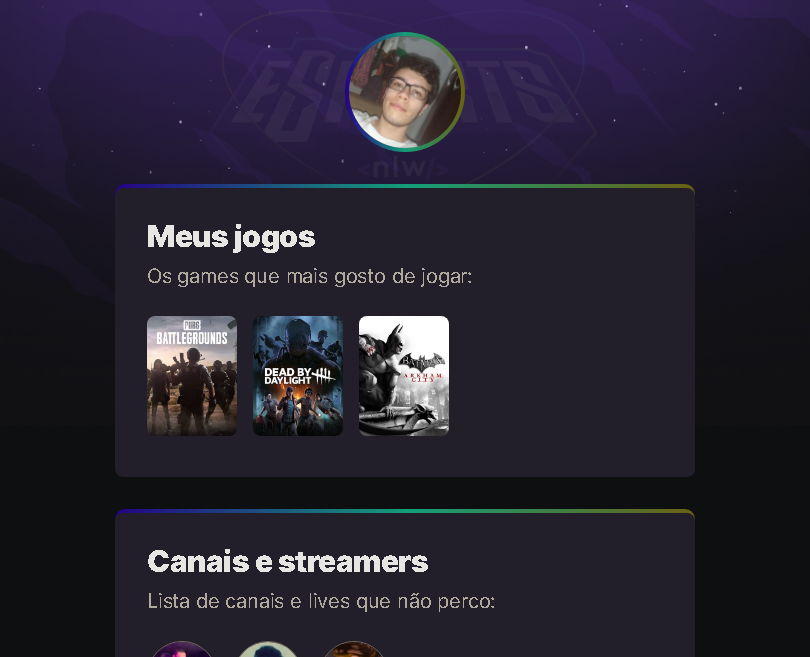 ESPORTS
<nlw/>
Meus jogos
Os games que mais gosto de jogar:
PUBG
BATTLEGROUNDS
DEAD BY
DAYLIGHT
BATMAN
ARKHAM
CITY
Canais e streamers
Lista de canais e lives que não perco: